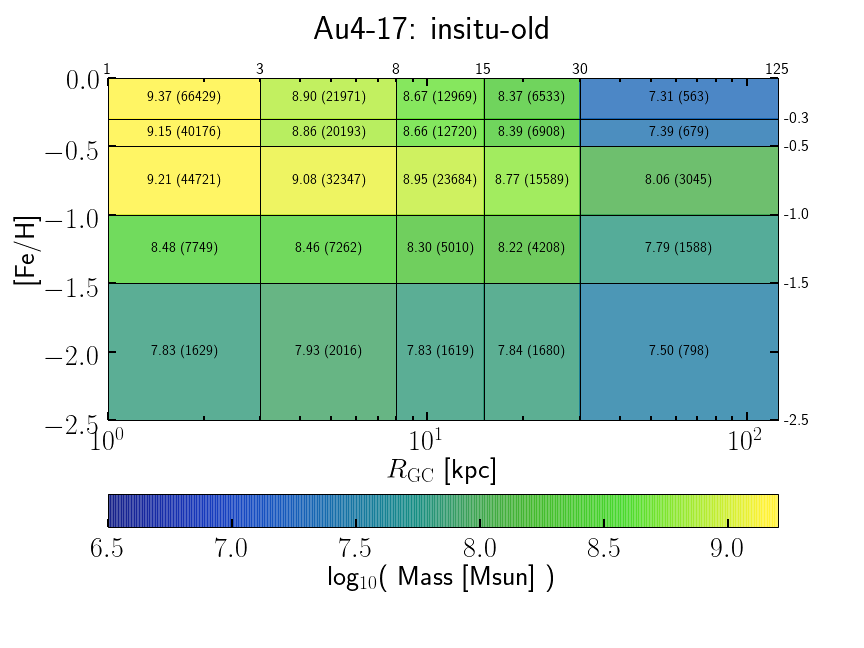 Au4-17: insitu-old
1 3 8 15 30 125
0.0
9.37 (66429) 8.90 (21971) 8.67 (12969) 8.37 (6533) 7.31 (563)
-0.3
9.15 (40176) 8.86 (20193) 8.66 (12720) 8.39 (6908) 7.39 (679)
−0.5 -0.5
9.21 (44721) 9.08 (32347) 8.95 (23684) 8.77 (15589) 8.06 (3045)
−1.0 -1.0
[Fe/H]
8.48 (7749) 8.46 (7262) 8.30 (5010) 8.22 (4208) 7.79 (1588)
−1.5 -1.5
7.83 (1629) 7.93 (2016) 7.83 (1619) 7.84 (1680) 7.50 (798)
−2.0
−2.5 -2.5
10⁰ 10¹ 10²
R_GC [kpc]
6.5 7.0 7.5 8.0 8.5 9.0
log₁₀( Mass [Msun] )